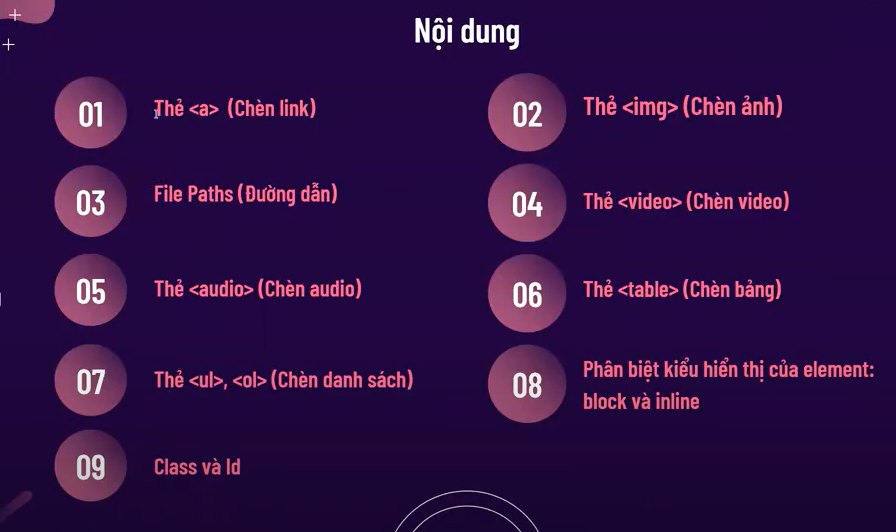 Nội dung
01
Thẻ <a> (Chèn link)
02
Thẻ <img> (Chèn ảnh)
03
File Paths (Đường dẫn)
04
Thẻ <video> (Chèn video)
05
Thẻ <audio> (Chèn audio)
06
Thẻ <table> (Chèn bảng)
07
Thẻ <ul>, <ol> (Chèn danh sách)
08
Phân biệt kiểu hiển thị của element:
block và inline
09
Class và Id